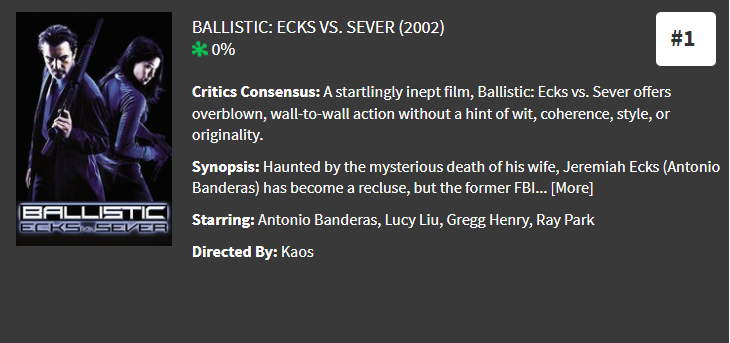 BALLISTIC: ECKS VS. SEVER (2002)
0%
#1
Critics Consensus: A startlingly inept film, Ballistic: Ecks vs. Sever offers
overblown, wall-to-wall action without a hint of wit, coherence, style, or
originality.
Synopsis: Haunted by the mysterious death of his wife, Jeremiah Ecks (Antonio
Banderas) has become a recluse, but the former FBI... [More]
Starring: Antonio Banderas, Lucy Liu, Gregg Henry, Ray Park
Directed By: Kaos
BALLISTIC
ECKS VS. SEVER